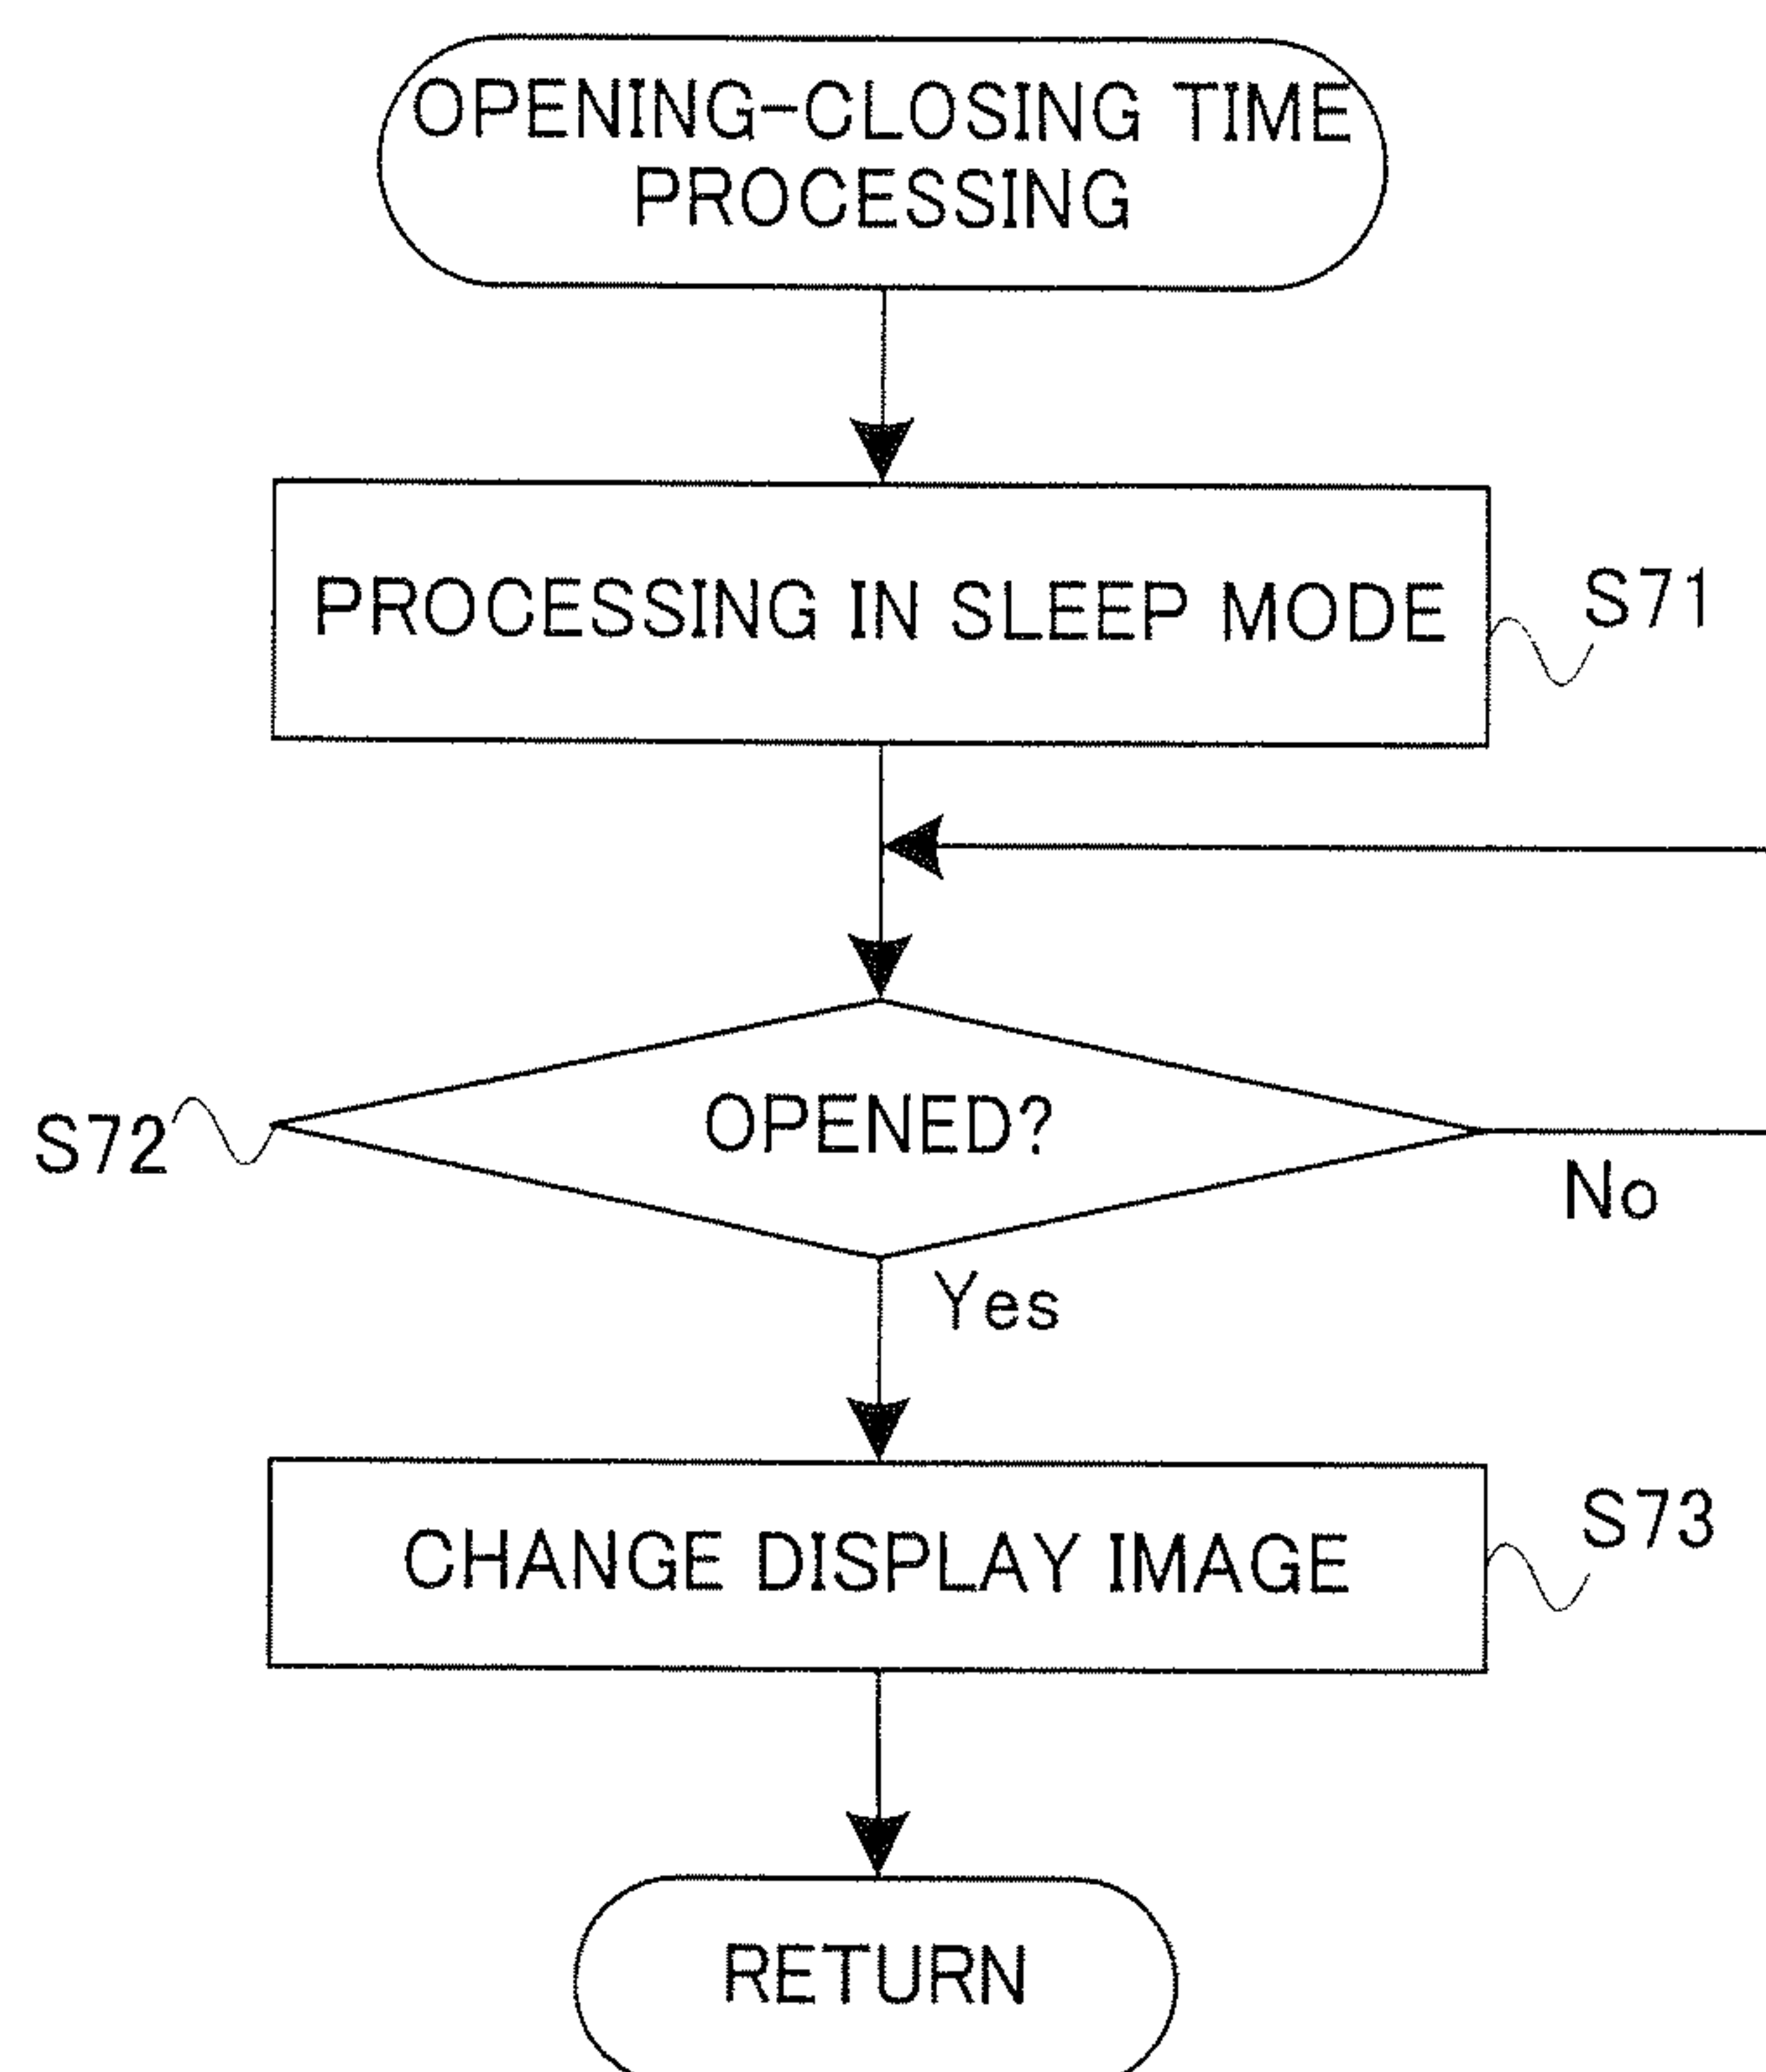 OPENING-CLOSING TIME
PROCESSING
PROCESSING IN SLEEP MODE
S71
OPENED?
S72
No
Yes
CHANGE DISPLAY IMAGE
S73
RETURN